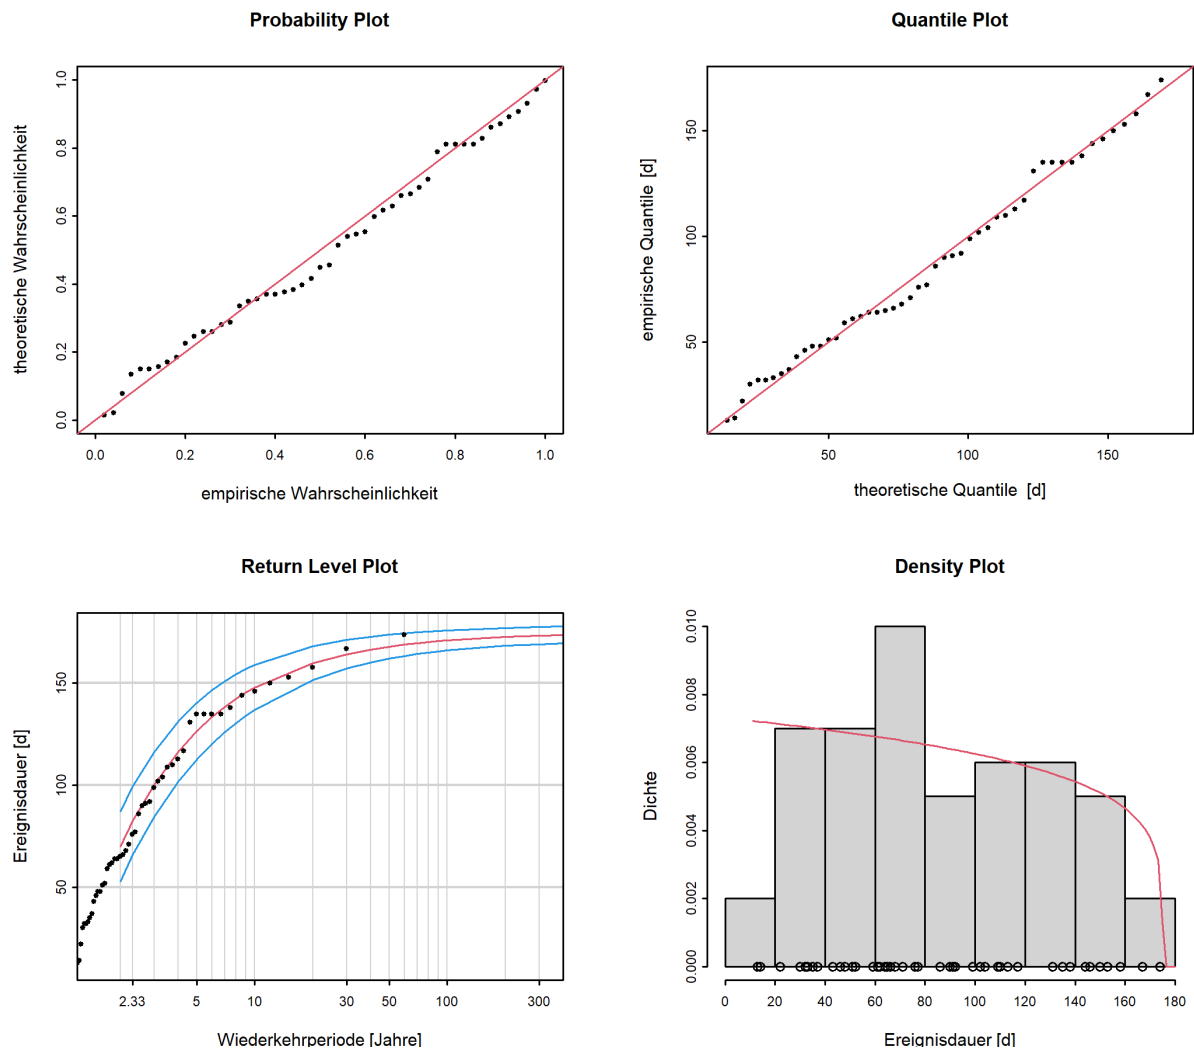 Probability Plot
theoretische Wahrscheinlichkeit
0.0 0.2 0.4 0.6 0.8 1.0
0.0 0.2 0.4 0.6 0.8 1.0
empirische Wahrscheinlichkeit
Quantile Plot
empirische Quantile [d]
50 100 150
50 100 150
theoretische Quantile [d]
Return Level Plot
Ereignisdauer [d]
50 100 150
2.33 5 10 30 50 100 300
Wiederkehrperiode [Jahre]
Density Plot
Dichte
0.000 0.002 0.004 0.006 0.008 0.010
0 20 40 60 80 100 120 140 160 180
Ereignisdauer [d]